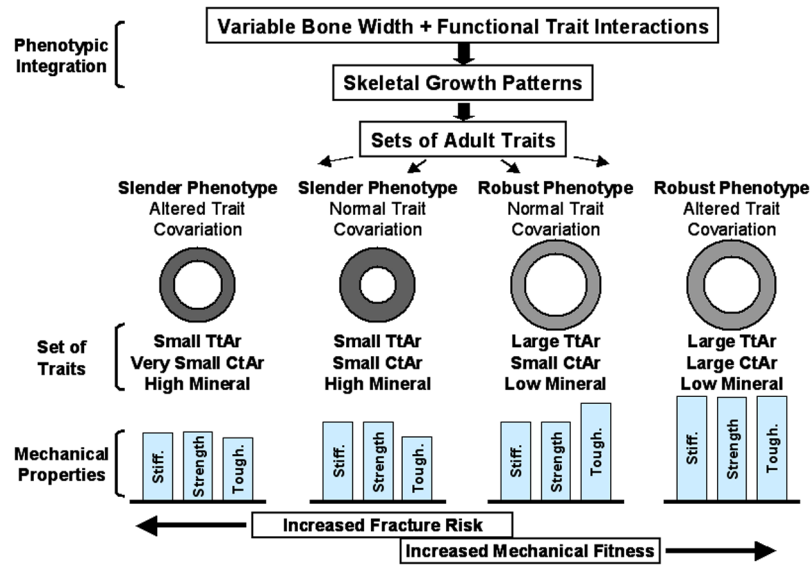 Phenotypic
Integration
Variable Bone Width + Functional Trait Interactions
Skeletal Growth Patterns
Sets of Adult Traits
Slender Phenotype
Altered Trait
Covariation
Slender Phenotype
Normal Trait
Covariation
Robust Phenotype
Normal Trait
Covariation
Robust Phenotype
Altered Trait
Covariation
Set of
Traits
Small TtAr
Very Small CtAr
High Mineral
Small TtAr
Small CtAr
High Mineral
Large TtAr
Small CtAr
Low Mineral
Large TtAr
Large CtAr
Low Mineral
Mechanical
Properties
Stiff.
Strength
Tough.
Stiff.
Strength
Tough.
Stiff.
Strength
Tough.
Stiff.
Strength
Tough.
Increased Fracture Risk
Increased Mechanical Fitness